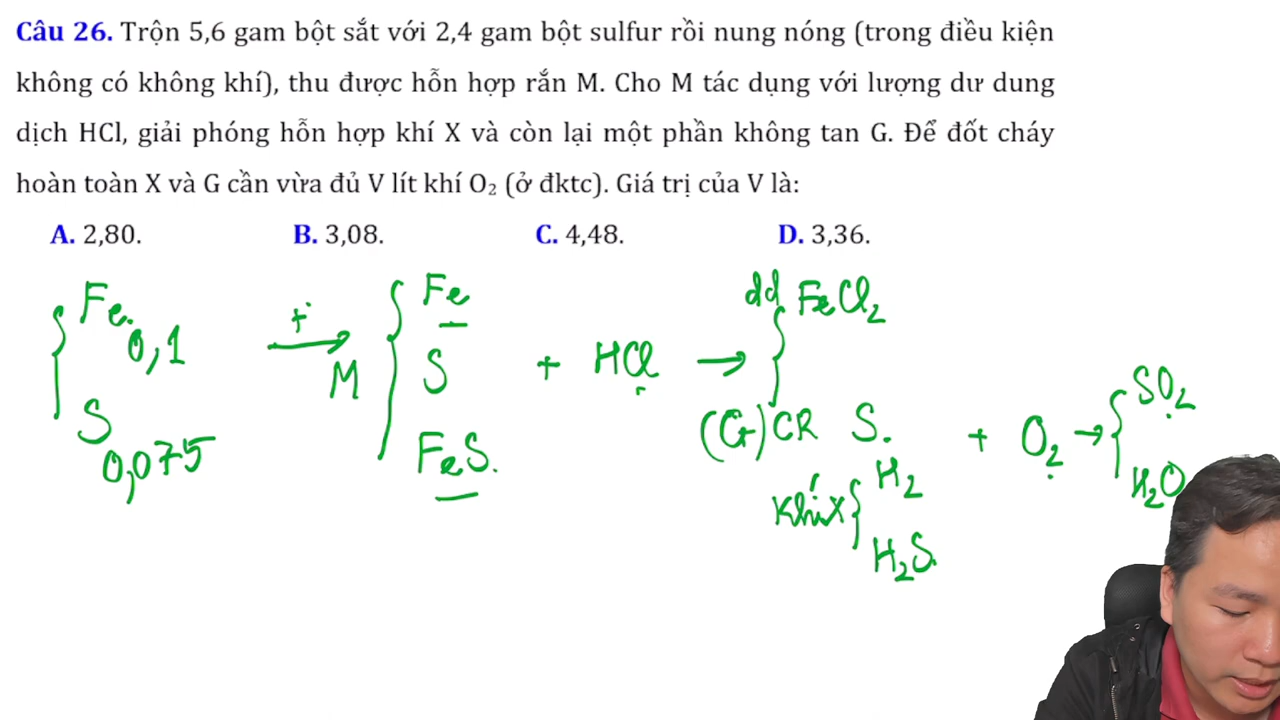 Câu 26. Trộn 5,6 gam bột sắt với 2,4 gam bột sulfur rồi nung nóng (trong điều kiện
không có không khí), thu được hỗn hợp rắn M. Cho M tác dụng với lượng dư dung
dịch HCl, giải phóng hỗn hợp khí X và còn lại một phần không tan G. Để đốt cháy
hoàn toàn X và G cần vừa đủ V lít khí O₂ (ở đktc). Giá trị của V là:
A. 2,80. B. 3,08. C. 4,48. D. 3,36.
Fe 0,1
S 0,075
M
Fe
S
FeS
+ HCl →
dd FeCl₂
(G) CR S
Khí X
H₂
H₂S
+ O₂ →
SO₂
H₂O